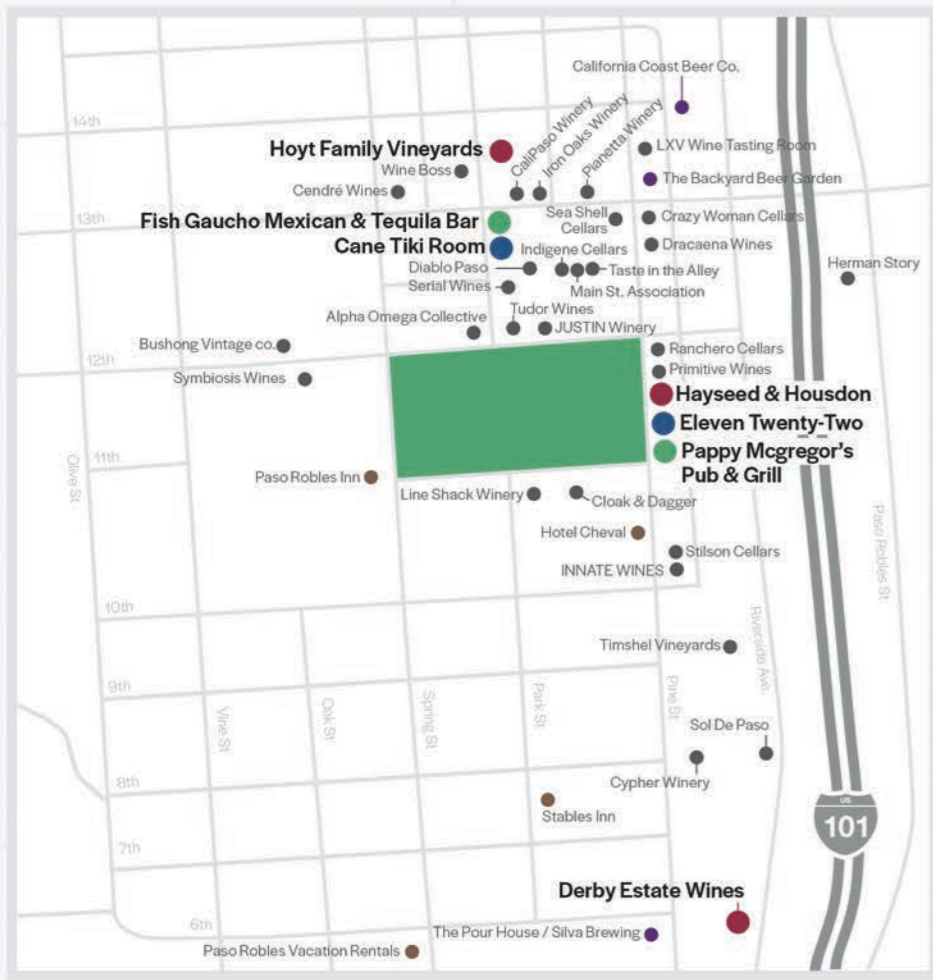 California Coast Beer Co.
14th
Hoyt Family Vineyards
CaliPaso Winery
Iron Oaks Winery
Pianetta Winery
LXV Wine Tasting Room
Wine Boss
The Backyard Beer Garden
Cendré Wines
13th
Fish Gaucho Mexican & Tequila Bar
Sea Shell
Cellars
Crazy Woman Cellars
Cane Tiki Room
Indigene Cellars
Dracaena Wines
Diablo Paso
Taste in the Alley
Herman Story
Serial Wines
Main St. Association
Alpha Omega Collective
Tudor Wines
JUSTIN Winery
Bushong Vintage co.
12th
Ranchero Cellars
Symbiosis Wines
Primitive Wines
Hayseed & Housdon
Eleven Twenty-Two
Pappy Mcgregor's
Pub & Grill
11th
Olive St.
Paso Robles Inn
Line Shack Winery
Cloak & Dagger
Hotel Cheval
Paso Robles St.
Stilson Cellars
INNATE WINES
10th
Riverside Ave.
Timshel Vineyards
9th
Vine St
Oak St
Spring St
Park St
Pine St
Sol De Paso
Cypher Winery
8th
Stables Inn
US
101
7th
Derby Estate Wines
6th
The Pour House / Silva Brewing
Paso Robles Vacation Rentals